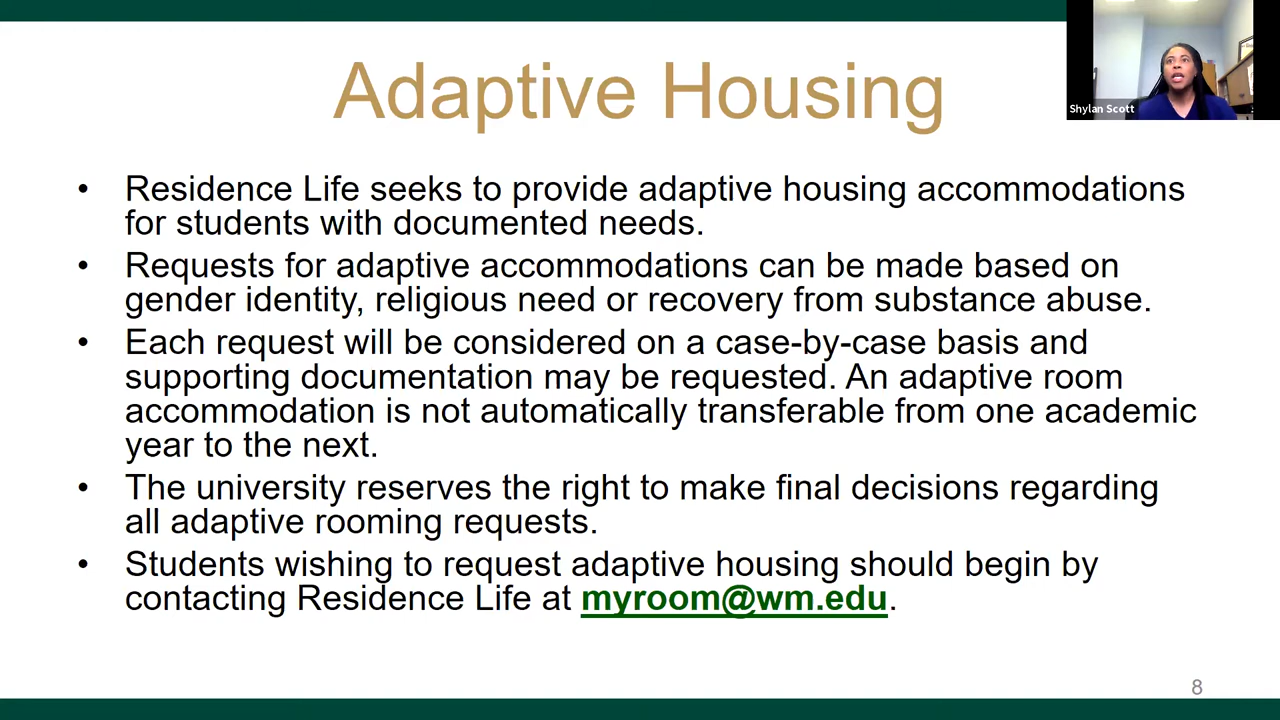 Adaptive Housing
Shylan Scott
• Residence Life seeks to provide adaptive housing accommodations
for students with documented needs.
• Requests for adaptive accommodations can be made based on
gender identity, religious need or recovery from substance abuse.
• Each request will be considered on a case-by-case basis and
supporting documentation may be requested. An adaptive room
accommodation is not automatically transferable from one academic
year to the next.
• The university reserves the right to make final decisions regarding
all adaptive rooming requests.
• Students wishing to request adaptive housing should begin by
contacting Residence Life at myroom@wm.edu.
8